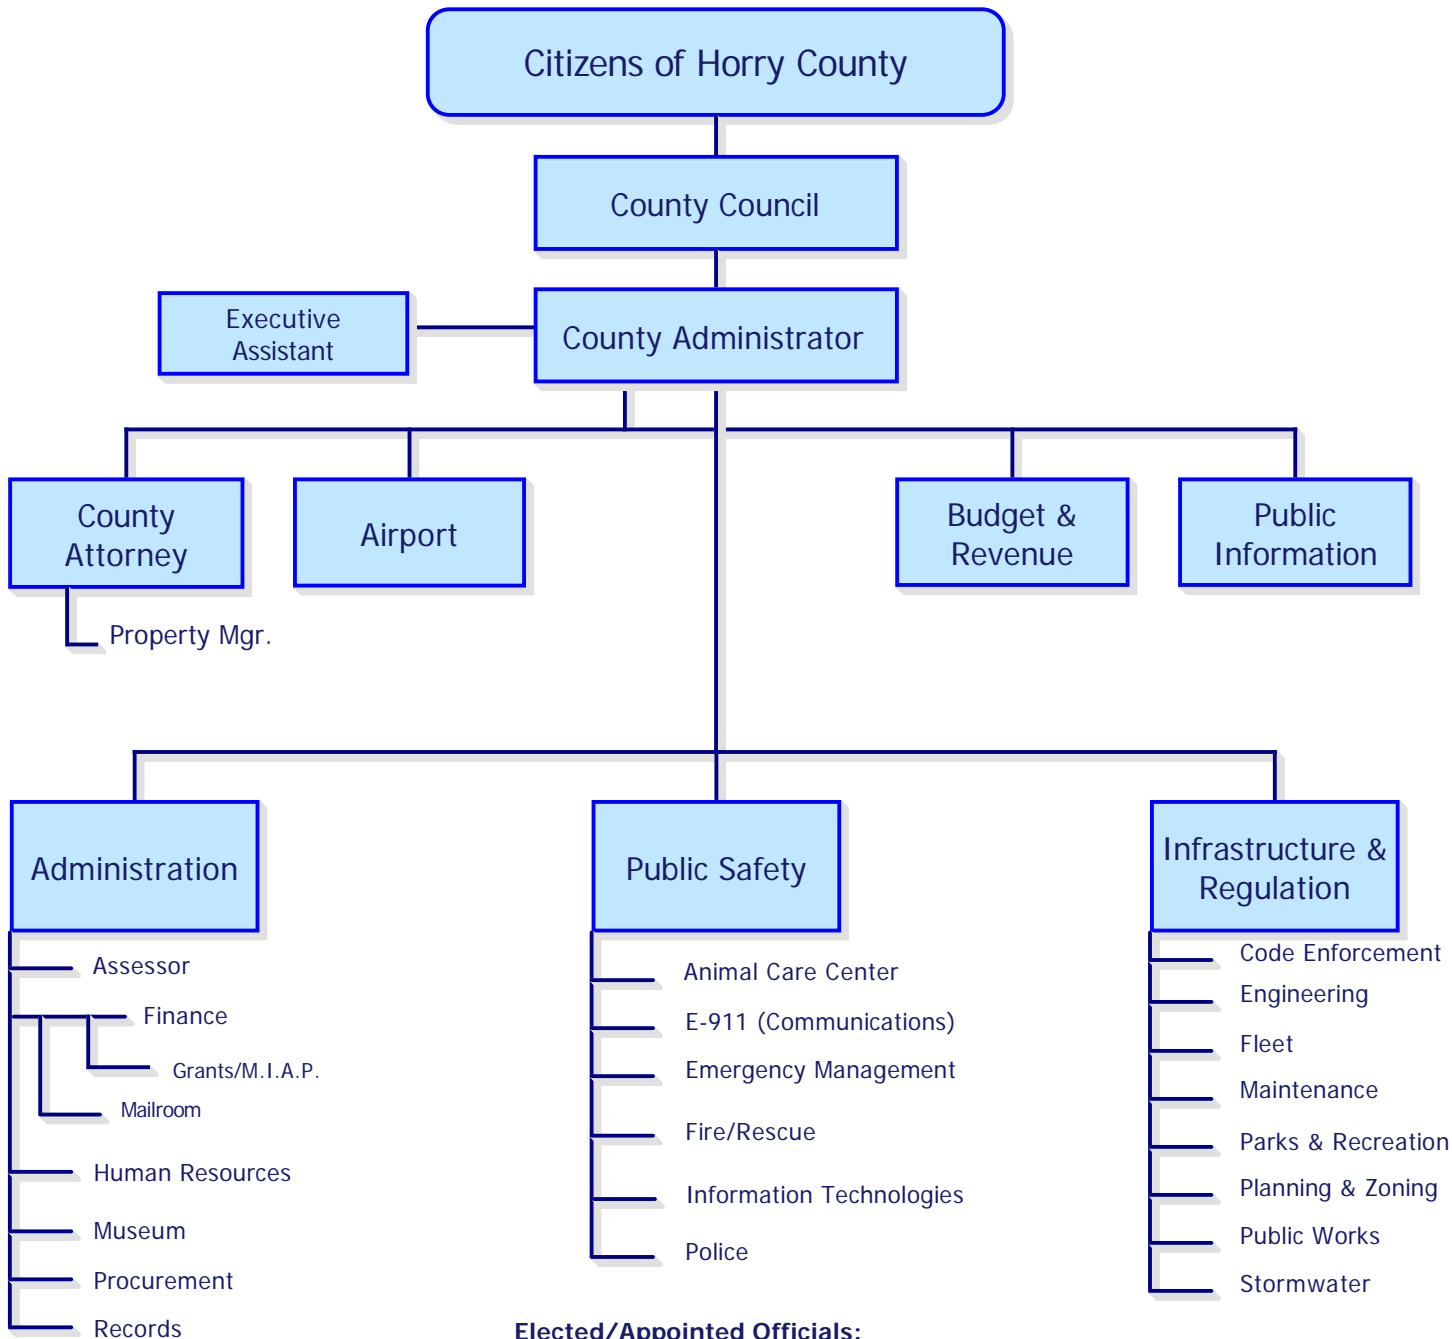 Citizens of Horry County
County Council
Executive
Assistant
County Administrator
County
Attorney
Airport
Budget &
Revenue
Public
Information
Property Mgr.
Administration
Public Safety
Infrastructure &
Regulation
Assessor
Finance
Grants/M.I.A.P.
Mailroom
Human Resources
Museum
Procurement
Records
Animal Care Center
E-911 (Communications)
Emergency Management
Fire/Rescue
Information Technologies
Police
Code Enforcement
Engineering
Fleet
Maintenance
Parks & Recreation
Planning & Zoning
Public Works
Stormwater
Elected/Appointed Officials: